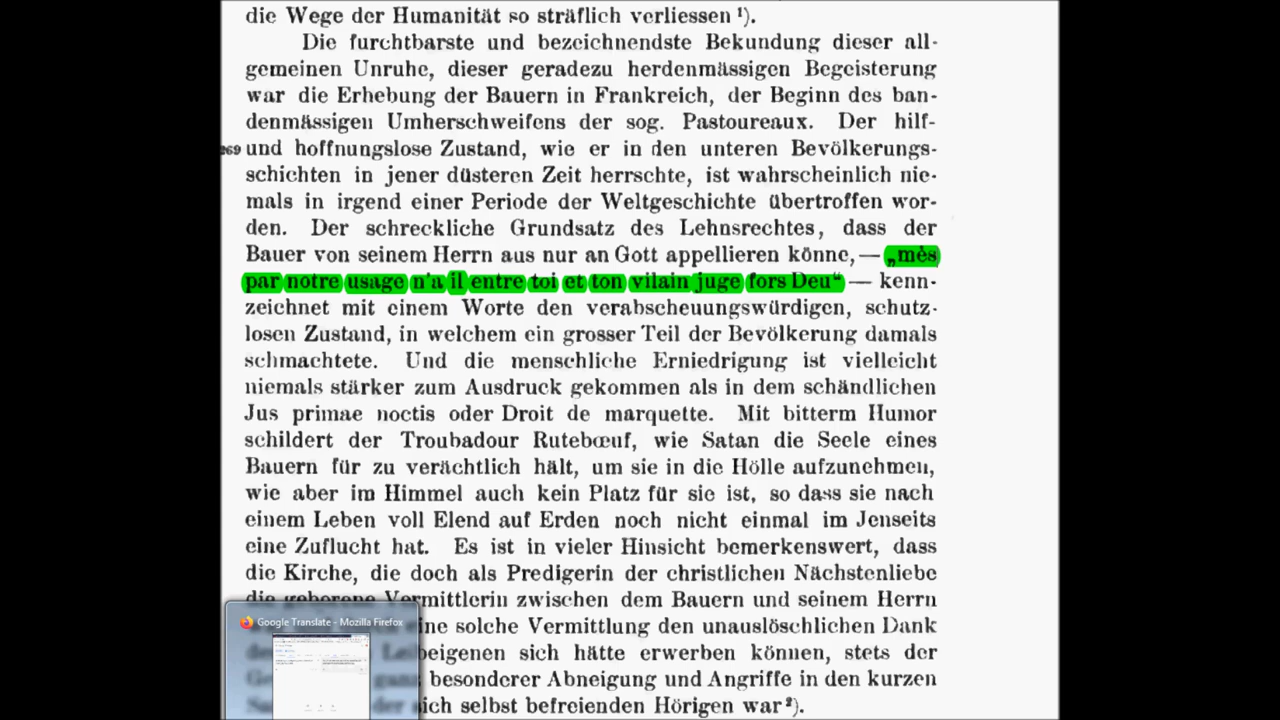 die Wege der Humanität so sträflich verliessen ¹).
Die furchtbarste und bezeichnendste Bekundung dieser all-
gemeinen Unruhe, dieser geradezu herdenmässigen Begeisterung
war die Erhebung der Bauern in Frankreich, der Beginn des ban-
denmässigen Umherschweifens der sog. Pastoureaux. Der hilf-
269 und hoffnungslose Zustand, wie er in den unteren Bevölkerungs-
schichten in jener düsteren Zeit herrschte, ist wahrscheinlich nie-
mals in irgend einer Periode der Weltgeschichte übertroffen wor-
den. Der schreckliche Grundsatz des Lehnsrechtes, dass der
Bauer von seinem Herrn aus nur an Gott appellieren könne, — „mès
par notre usage n'a il entre toi et ton vilain juge fors Deu“ — kenn-
zeichnet mit einem Worte den verabscheuungswürdigen, schutz-
losen Zustand, in welchem ein grosser Teil der Bevölkerung damals
schmachtete. Und die menschliche Erniedrigung ist vielleicht
niemals stärker zum Ausdruck gekommen als in dem schändlichen
Jus primae noctis oder Droit de marquette. Mit bitterm Humor
schildert der Troubadour Rutebœuf, wie Satan die Seele eines
Bauern für zu verächtlich hält, um sie in die Hölle aufzunehmen,
wie aber im Himmel auch kein Platz für sie ist, so dass sie nach
einem Leben voll Elend auf Erden noch nicht einmal im Jenseits
eine Zuflucht hat. Es ist in vieler Hinsicht bemerkenswert, dass
die Kirche, die doch als Predigerin der christlichen Nächstenliebe
die geborene Vermittlerin zwischen dem Bauern und seinem Herrn
Google Translate - Mozilla Firefox
eine solche Vermittlung den unauslöschlichen Dank
Leibeigenen sich hätte erwerben können, stets der
ganz besonderer Abneigung und Angriffe in den kurzen
der sich selbst befreienden Hörigen war ²).